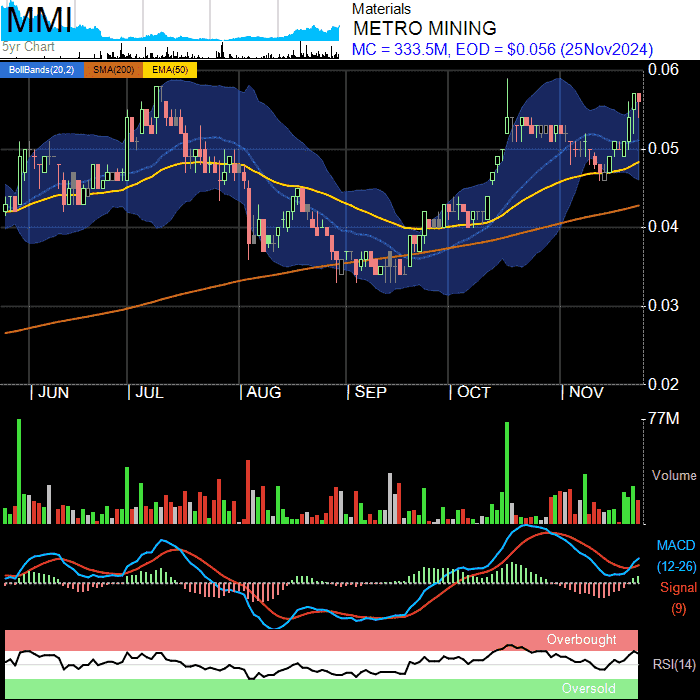 MMI
5yr Chart
Materials
METRO MINING
MC = 333.5M, EOD = $0.056 (25Nov2024)
BollBands(20,2) SMA(200) EMA(50)
0.06
0.05
0.04
0.03
0.02
JUN JUL AUG SEP OCT NOV
77M
Volume
MACD
(12-26)
Signal
(9)
Overbought
RSI(14)
Oversold